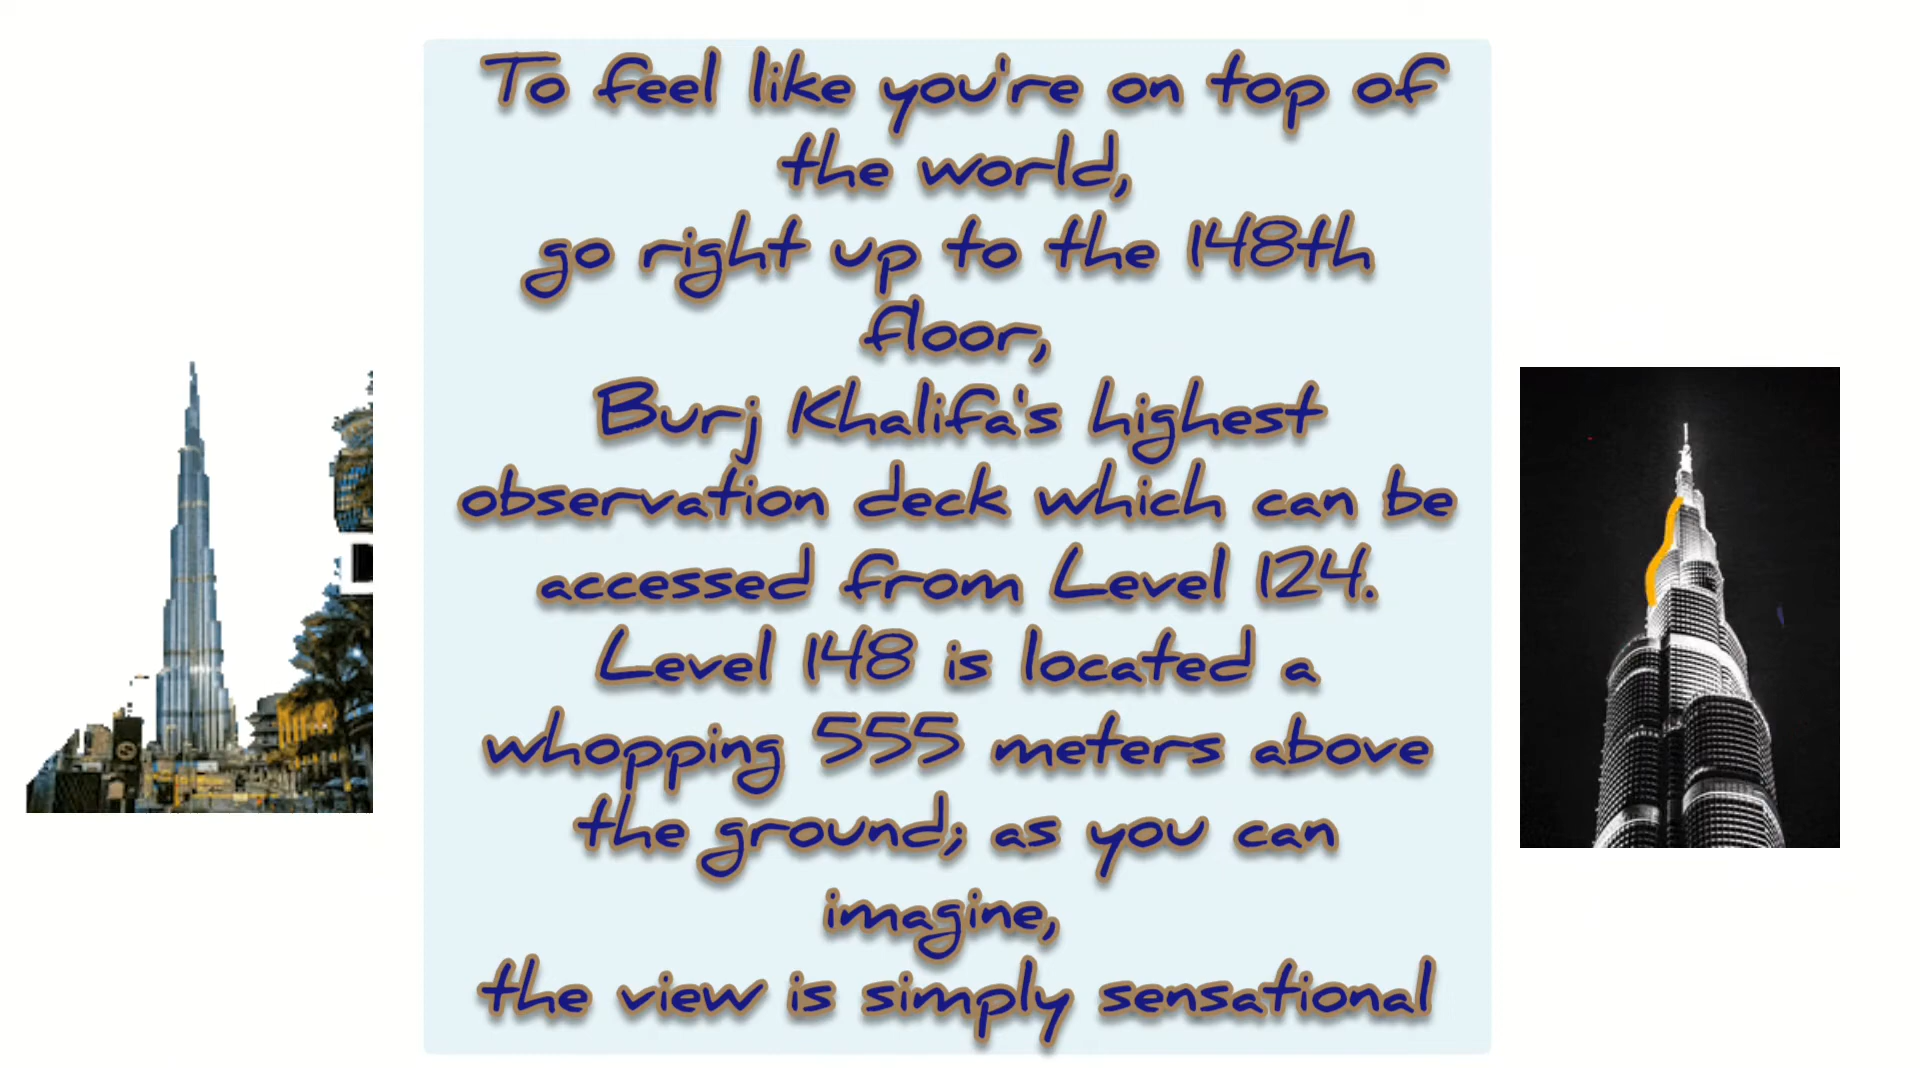 To feel like you're on top of
the world,
go right up to the 148th
floor,
Burj Khalifa's highest
observation deck which can be
accessed from Level 124.
Level 148 is located a
whopping 555 meters above
the ground; as you can
imagine,
the view is simply sensational